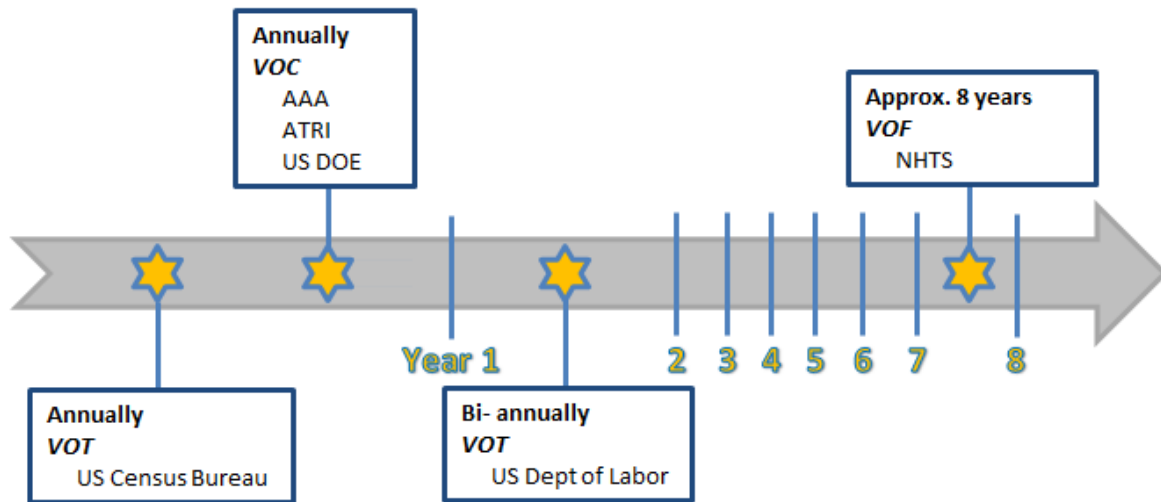 Annually
VOC
AAA
ATRI
US DOE
Approx. 8 years
VOF
NHTS
Year 1
2
3
4
5
6
7
8
Annually
VOT
US Census Bureau
Bi- annually
VOT
US Dept of Labor